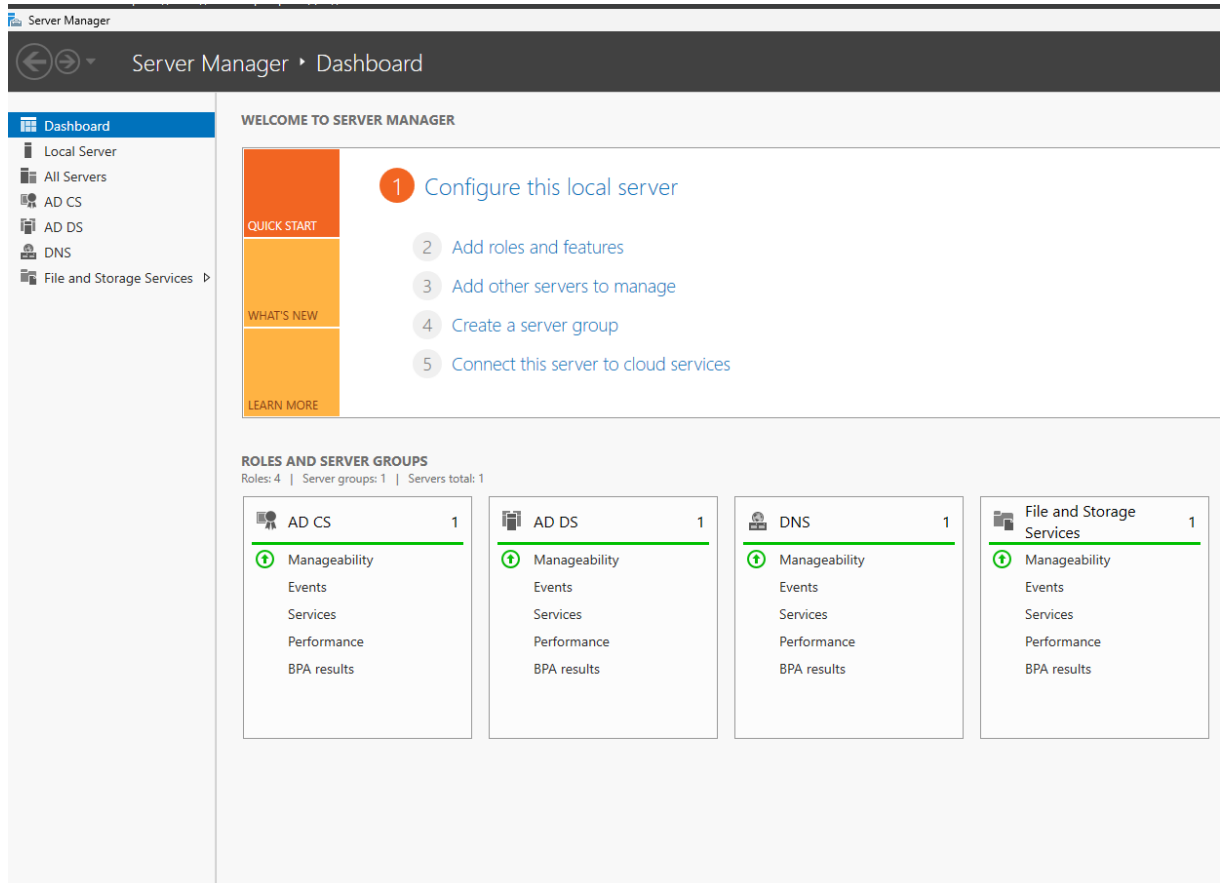 Server Manager
Server Manager ‣ Dashboard
Dashboard
Local Server
All Servers
AD CS
AD DS
DNS
File and Storage Services
WELCOME TO SERVER MANAGER
QUICK START
WHAT'S NEW
LEARN MORE
1 Configure this local server
2 Add roles and features
3 Add other servers to manage
4 Create a server group
5 Connect this server to cloud services
ROLES AND SERVER GROUPS
Roles: 4 | Server groups: 1 | Servers total: 1
AD CS 1
Manageability
Events
Services
Performance
BPA results
AD DS 1
Manageability
Events
Services
Performance
BPA results
DNS 1
Manageability
Events
Services
Performance
BPA results
File and Storage
Services 1
Manageability
Events
Services
Performance
BPA results